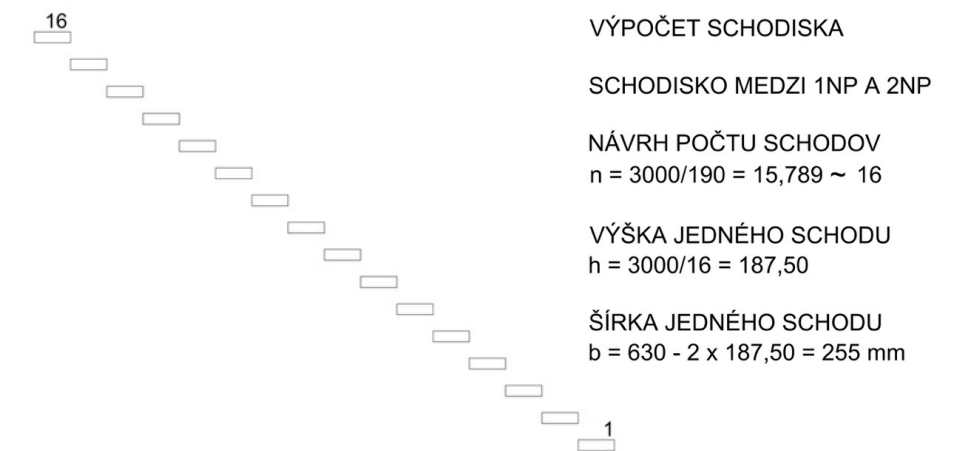 16
VÝPOČET SCHODISKA
SCHODISKO MEDZI 1NP A 2NP
NÁVRH POČTU SCHODOV
n = 3000/190 = 15,789 ~ 16
VÝŠKA JEDNÉHO SCHODU
h = 3000/16 = 187,50
ŠÍRKA JEDNÉHO SCHODU
b = 630 - 2 x 187,50 = 255 mm
1